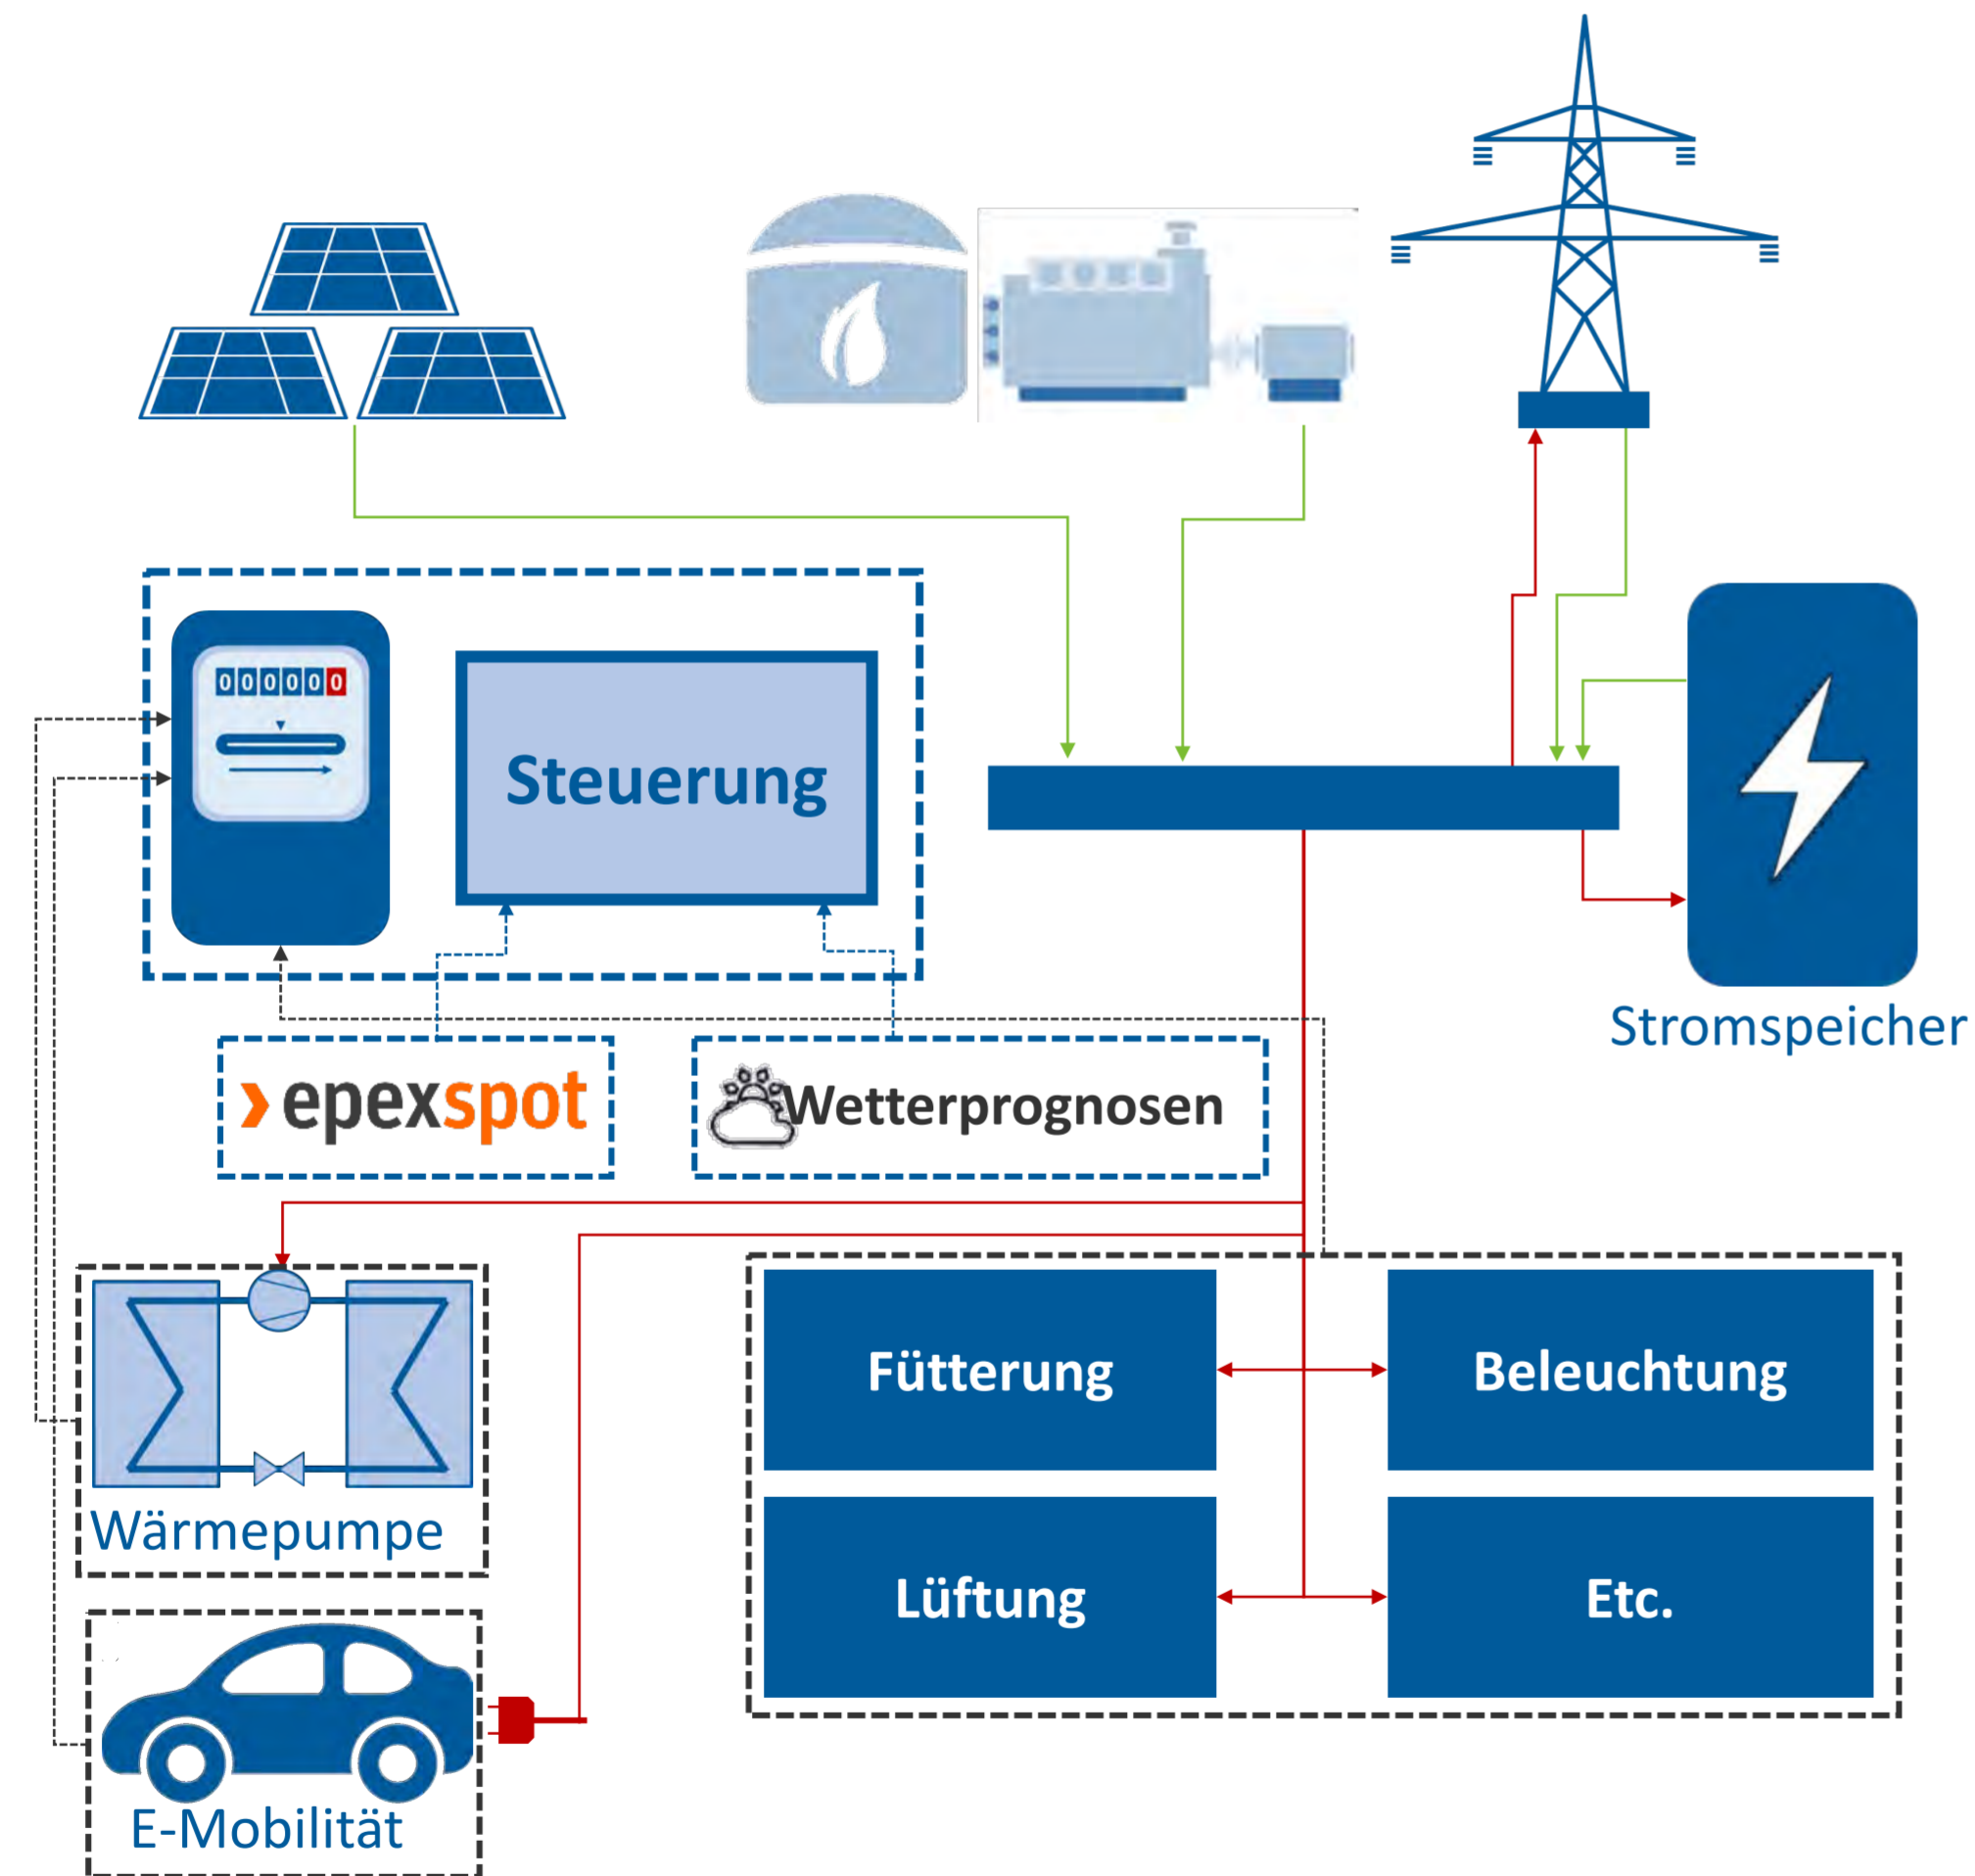 000000
Steuerung
Stromspeicher
epexspot
Wetterprognosen
Fütterung
Beleuchtung
Wärmepumpe
Lüftung
Etc.
E-Mobilität